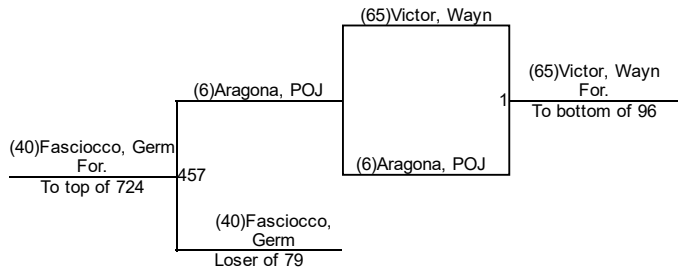 (65)Victor, Wayn
(65)Victor, Wayn
For.
(6)Aragona, POJ
1
To bottom of 96
(40)Fasciocco, Germ
For.
(6)Aragona, POJ
457
To top of 724
(40)Fasciocco,
Germ
Loser of 79